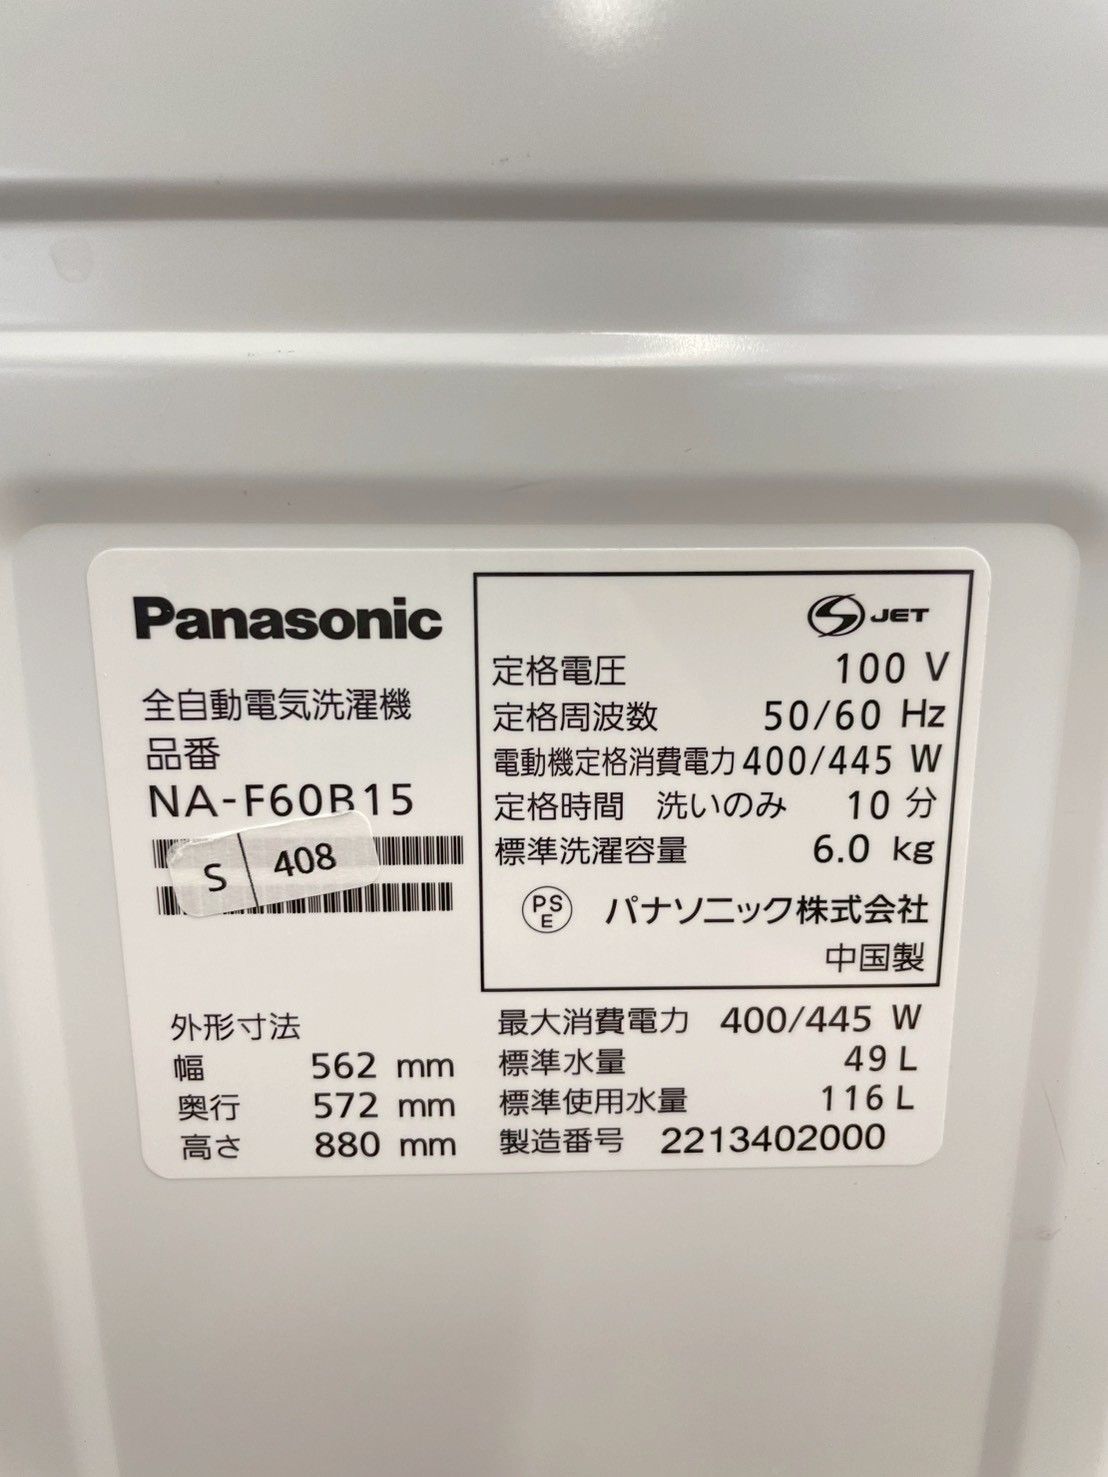 Panasonic
全自動電気洗濯機
品番
NA-F60B15
S 408
外形寸法
幅 562 mm
奥行 572 mm
高さ 880 mm
S JET
定格電圧 100 V
定格周波数 50/60 Hz
電動機定格消費電力 400/445 W
定格時間 洗いのみ 10 分
標準洗濯容量 6.0 kg
PS
E
パナソニック株式会社
中国製
最大消費電力 400/445 W
標準水量 49 L
標準使用水量 116 L
製造番号 2213402000